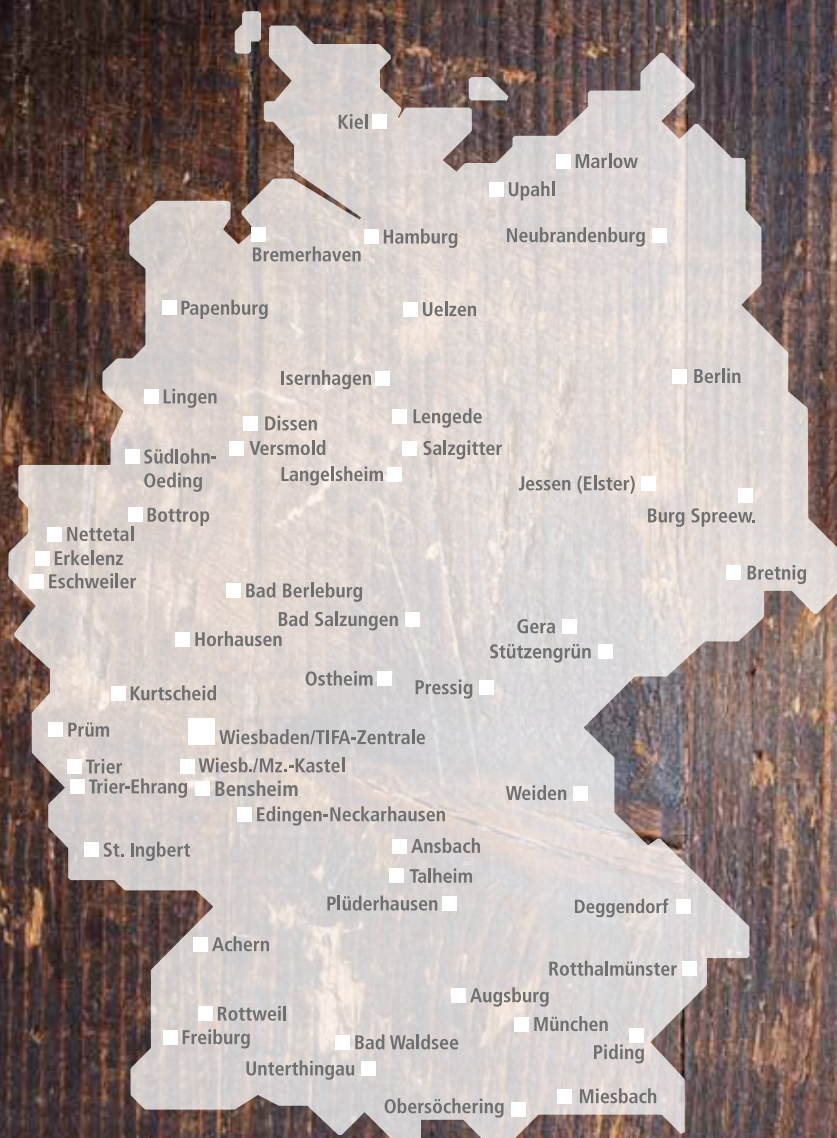 Kiel
Marlow
Upahl
Bremerhaven
Hamburg
Neubrandenburg
Papenburg
Uelzen
Isernhagen
Berlin
Lingen
Dissen
Lengede
Versmold
Salzgitter
Südlohn-
Oeding
Langelsheim
Jessen (Elster)
Burg Spreew.
Bottrop
Nettetal
Erkelenz
Eschweiler
Bretnig
Bad Berleburg
Bad Salzungen
Gera
Horhausen
Stützengrün
Ostheim
Pressig
Kurtscheid
Prüm
Wiesbaden/TIFA-Zentrale
Trier
Wiesb./Mz.-Kastel
Trier-Ehrang
Bensheim
Weiden
Edingen-Neckarhausen
St. Ingbert
Ansbach
Talheim
Plüderhausen
Deggendorf
Achern
Rotthalmünster
Augsburg
Rottweil
München
Freiburg
Bad Waldsee
Piding
Unterthingau
Miesbach
Obersöchering